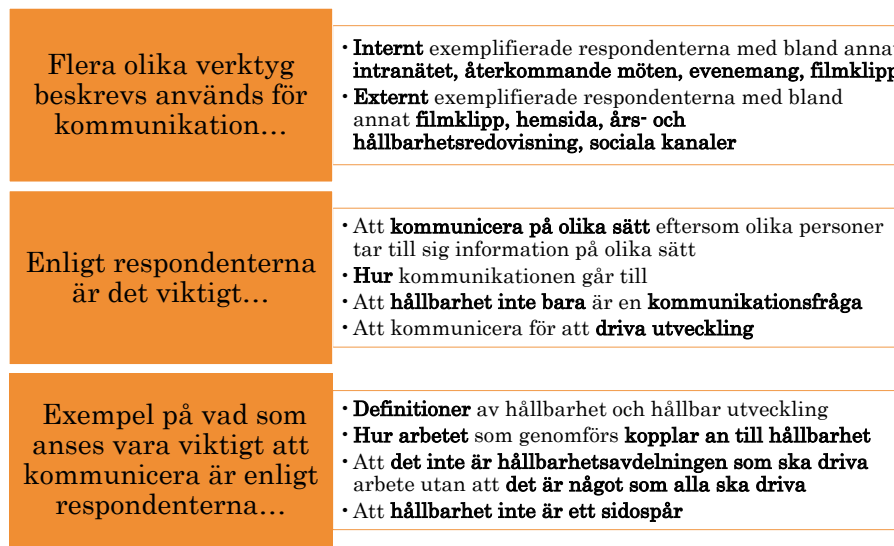 Flera olika verktyg
beskrevs används för
kommunikation…
• Internt exemplifierade respondenterna med bland annat
intranätet, återkommande möten, evenemang, filmklipp
• Externt exemplifierade respondenterna med bland
annat filmklipp, hemsida, års- och
hållbarhetsredovisning, sociala kanaler
Enligt respondenterna
är det viktigt…
• Att kommunicera på olika sätt eftersom olika personer
tar till sig information på olika sätt
• Hur kommunikationen går till
• Att hållbarhet inte bara är en kommunikationsfråga
• Att kommunicera för att driva utveckling
Exempel på vad som
anses vara viktigt att
kommunicera är enligt
respondenterna…
• Definitioner av hållbarhet och hållbar utveckling
• Hur arbetet som genomförs kopplar an till hållbarhet
• Att det inte är hållbarhetsavdelningen som ska driva
arbete utan att det är något som alla ska driva
• Att hållbarhet inte är ett sidospår